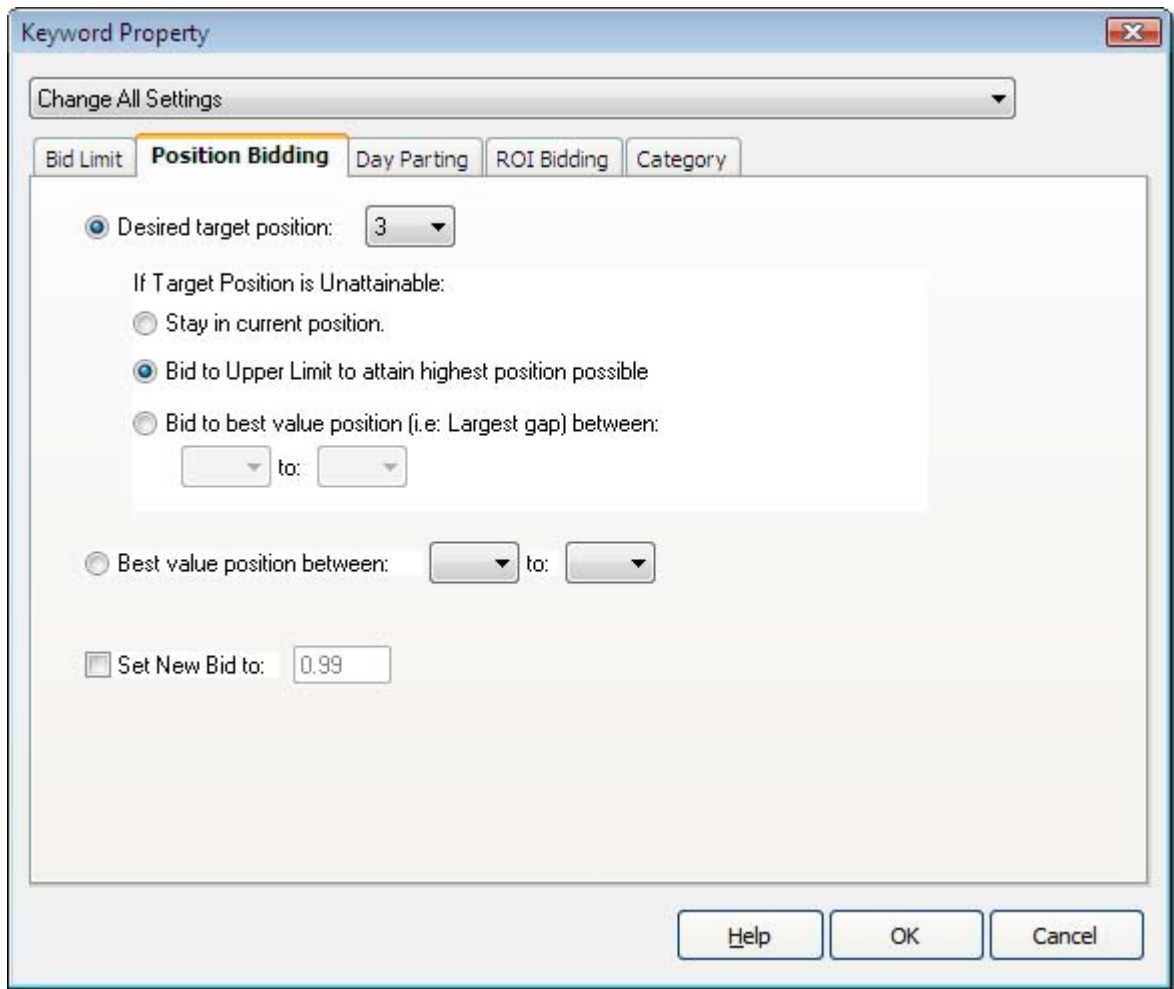 Keyword Property
Change All Settings
Bid Limit Position Bidding Day Parting ROI Bidding Category
Desired target position: 3
If Target Position is Unattainable:
Stay in current position.
Bid to Upper Limit to attain highest position possible
Bid to best value position (i.e: Largest gap) between:
to:
Best value position between: to:
Set New Bid to: 0.99
Help OK Cancel